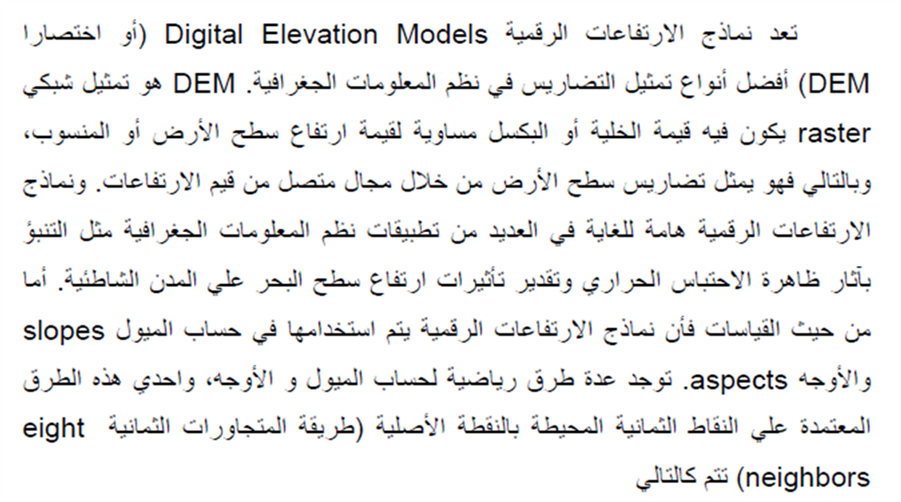 تعد نماذج الارتفاعات الرقمية Digital Elevation Models (أو اختصارا
DEM) أفضل أنواع تمثيل التضاريس في نظم المعلومات الجغرافية. DEM هو تمثيل شبكي
raster يكون فيه قيمة الخلية أو البكسل مساوية لقيمة ارتفاع سطح الأرض أو المنسوب،
وبالتالي فهو يمثل تضاريس سطح الأرض من خلال مجال متصل من قيم الارتفاعات. ونماذج
الارتفاعات الرقمية هامة للغاية في العديد من تطبيقات نظم المعلومات الجغرافية مثل التنبؤ
بآثار ظاهرة الاحتباس الحراري وتقدير تأثيرات ارتفاع سطح البحر علي المدن الشاطئية. أما
من حيث القياسات فأن نماذج الارتفاعات الرقمية يتم استخدامها في حساب الميول slopes
والأوجه aspects. توجد عدة طرق رياضية لحساب الميول و الأوجه، واحدي هذه الطرق
المعتمدة علي النقاط الثمانية المحيطة بالنقطة الأصلية (طريقة المتجاورات الثمانية eight
neighbors) تتم كالتالي